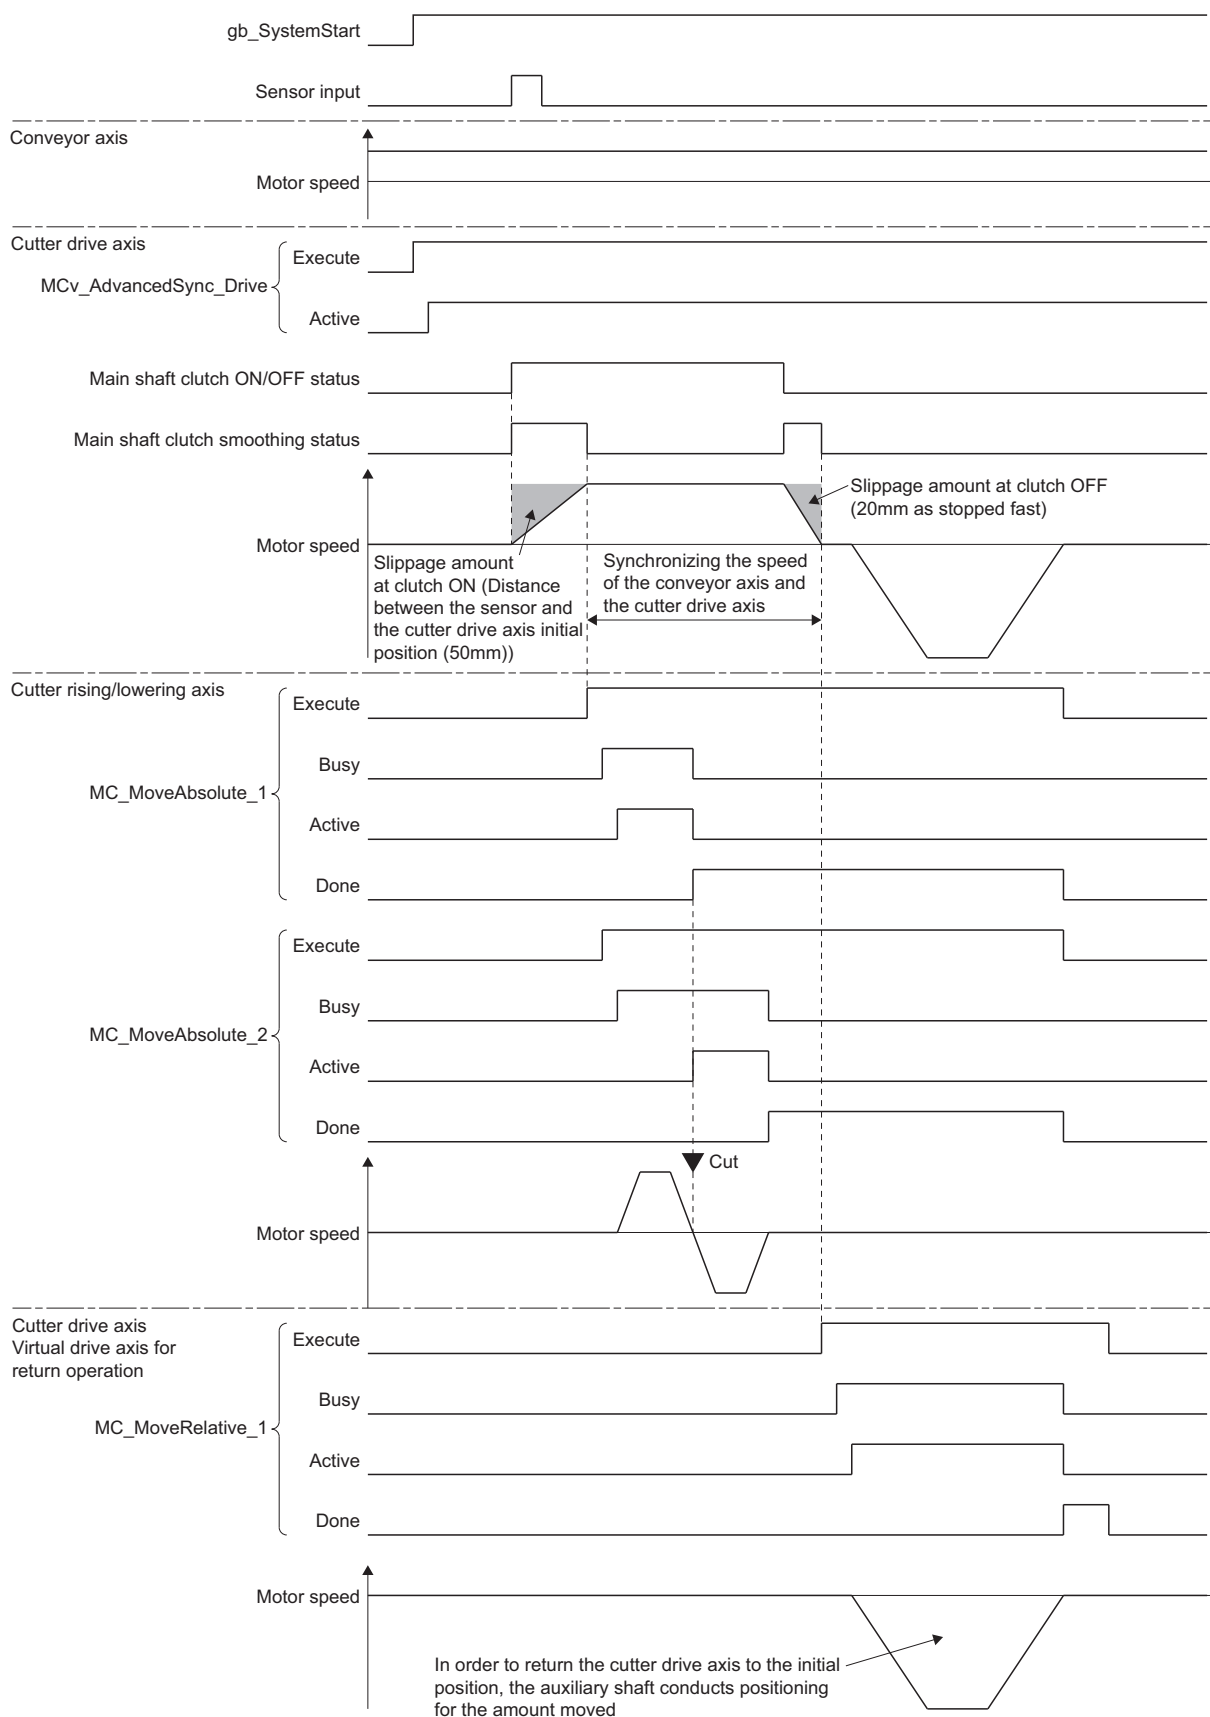 gb_SystemStart
Sensor input
Conveyor axis
Motor speed
Cutter drive axis
Execute
MCv_AdvancedSync_Drive
Active
Main shaft clutch ON/OFF status
Main shaft clutch smoothing status
Slippage amount at clutch OFF
(20mm as stopped fast)
Motor speed
Slippage amount
at clutch ON (Distance
between the sensor and
the cutter drive axis initial
position (50mm))
Synchronizing the speed
of the conveyor axis and
the cutter drive axis
Cutter rising/lowering axis
Execute
Busy
MC_MoveAbsolute_1
Active
Done
Execute
Busy
MC_MoveAbsolute_2
Active
Done
Cut
Motor speed
Cutter drive axis
Virtual drive axis for
return operation
Execute
Busy
MC_MoveRelative_1
Active
Done
Motor speed
In order to return the cutter drive axis to the initial
position, the auxiliary shaft conducts positioning
for the amount moved